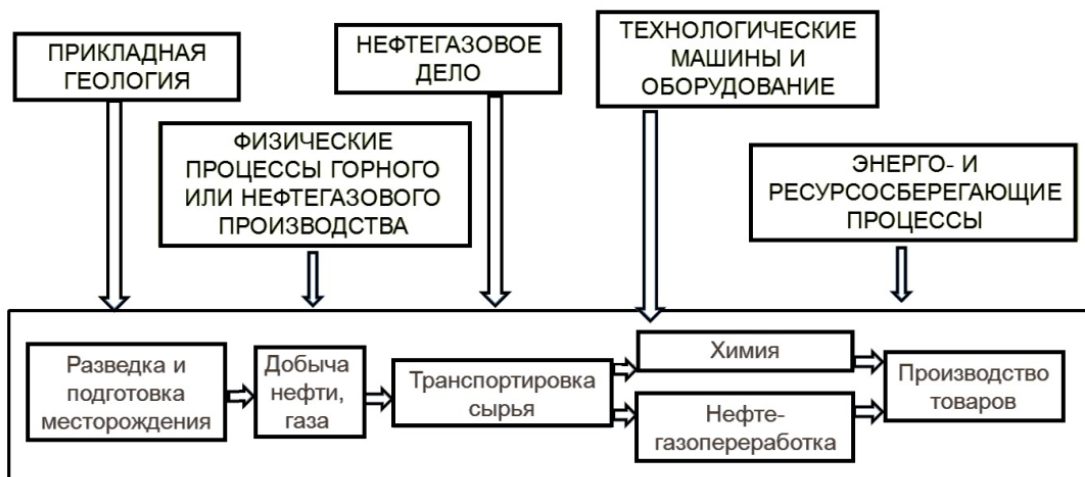 ПРИКЛАДНАЯ
ГЕОЛОГИЯ
НЕФТЕГАЗОВОЕ
ДЕЛО
ТЕХНОЛОГИЧЕСКИЕ
МАШИНЫ И
ОБОРУДОВАНИЕ
ФИЗИЧЕСКИЕ
ПРОЦЕССЫ ГОРНОГО
ИЛИ НЕФТЕГАЗОВОГО
ПРОИЗВОДСТВА
ЭНЕРГО- И
РЕСУРСОСБЕРЕГАЮЩИЕ
ПРОЦЕССЫ
Разведка и
подготовка
месторождения
Добыча
нефти,
газа
Транспортировка
сырья
Химия
Нефте-
газопереработка
Производство
товаров